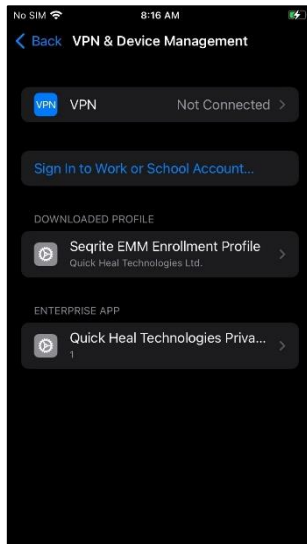 No SIM 8:16 AM
Back VPN & Device Management
VPN VPN Not Connected
Sign In to Work or School Account...
DOWNLOADED PROFILE
Seqrite EMM Enrollment Profile
Quick Heal Technologies Ltd.
ENTERPRISE APP
Quick Heal Technologies Priva...
1